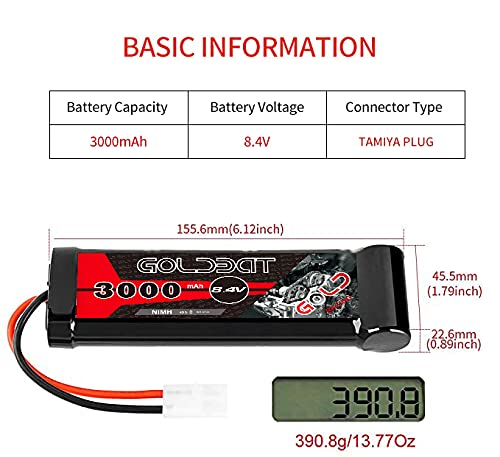 BASIC INFORMATION
Battery Capacity Battery Voltage Connector Type
3000mAh 8.4V TAMIYA PLUG
155.6mm(6.12inch)
GOLDBAT
3000 mAh 8.4V
GOLD
NIMH
45.5mm
(1.79inch)
22.6mm
(0.89inch)
390.8
390.8g/13.77Oz